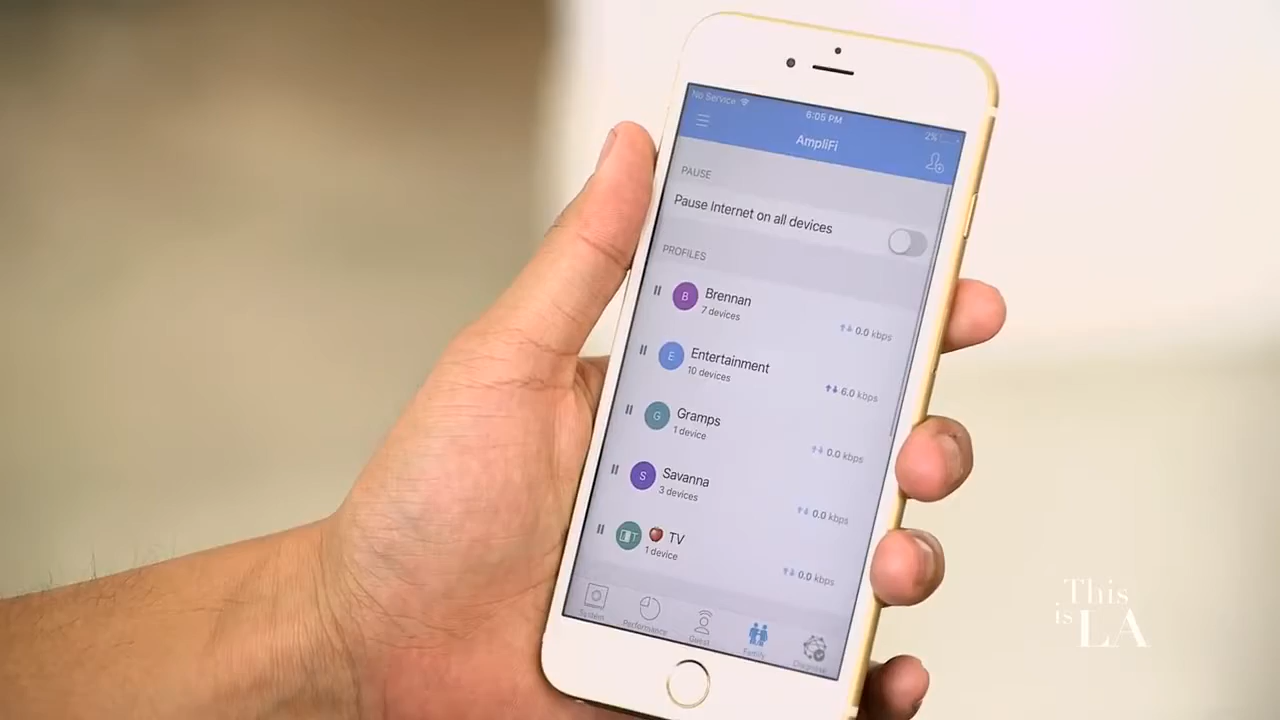 No Service
6:05 PM
2%
AmpliFi
PAUSE
Pause Internet on all devices
PROFILES
B
Brennan
7 devices
0.0 kbps
E
Entertainment
10 devices
6.0 kbps
G
Gramps
1 device
0.0 kbps
S
Savanna
3 devices
0.0 kbps
T
TV
1 device
0.0 kbps
System
Performance
Guest
Family
Diagnose
This
is LA